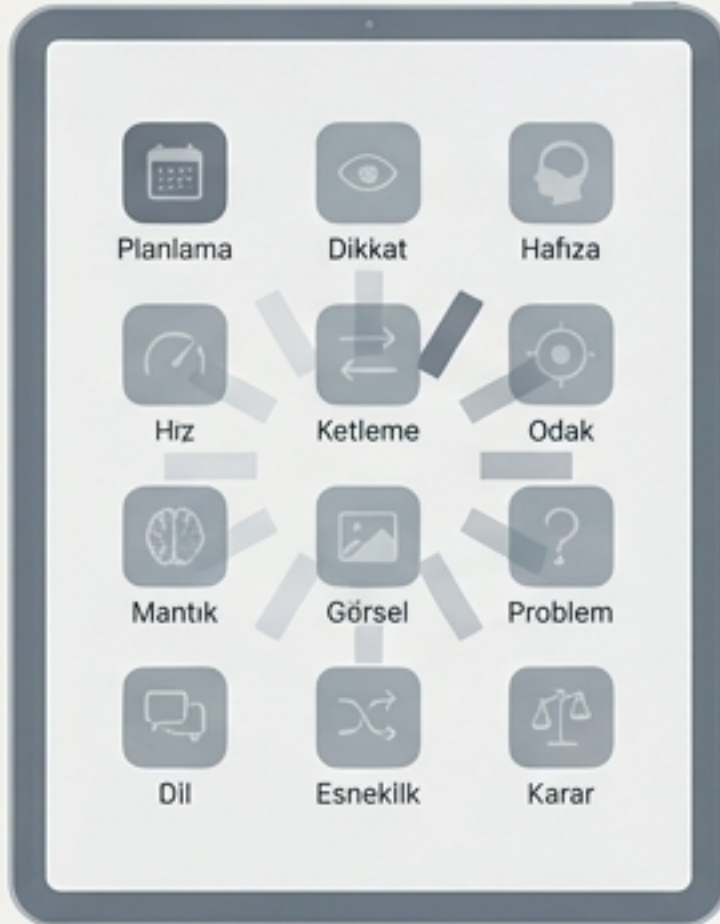 Planlama Dikkat Hafıza
Hız Ketleme Odak
Mantık Görsel Problem
Dil Esnekilk Karar